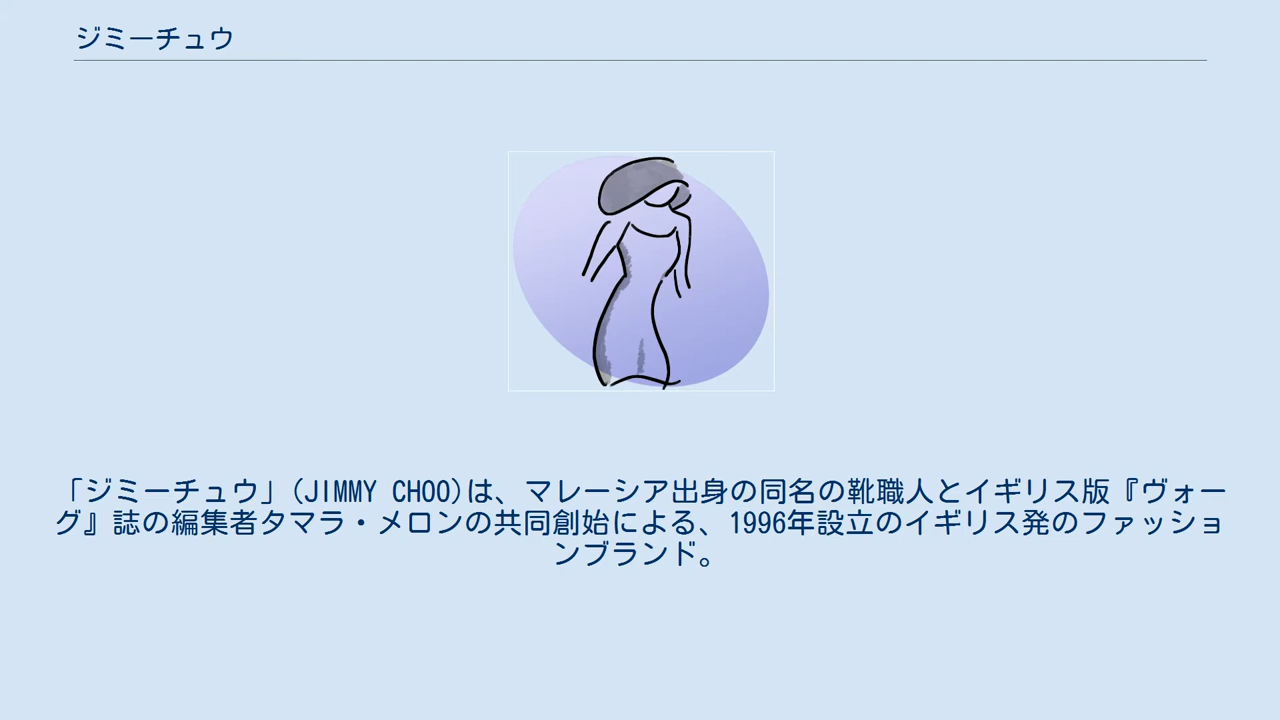 ジミーチュウ
「ジミーチュウ」(JIMMY CHOO)は、マレーシア出身の同名の靴職人とイギリス版『ヴォー
グ』誌の編集者タマラ・メロンの共同創始による、1996年設立のイギリス発のファッショ
ンブランド。